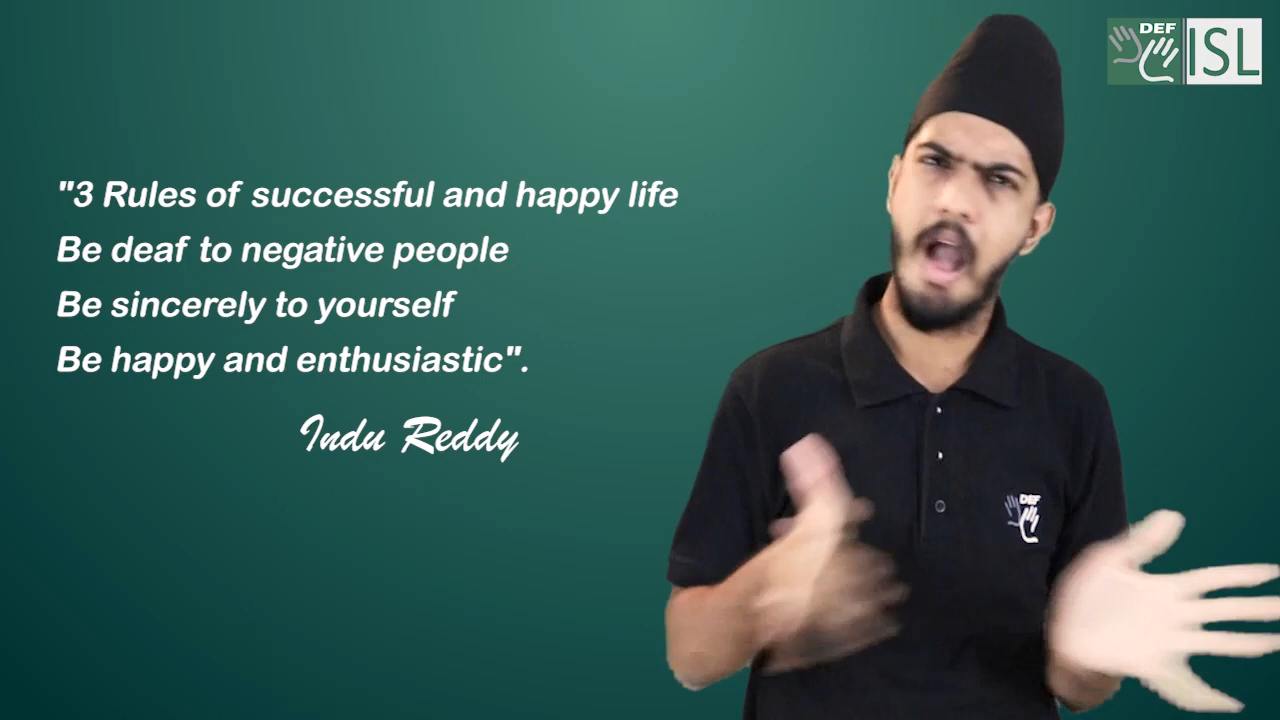 DEF
ISL
"3 Rules of successful and happy life
Be deaf to negative people
Be sincerely to yourself
Be happy and enthusiastic".
Indu Reddy
DEF